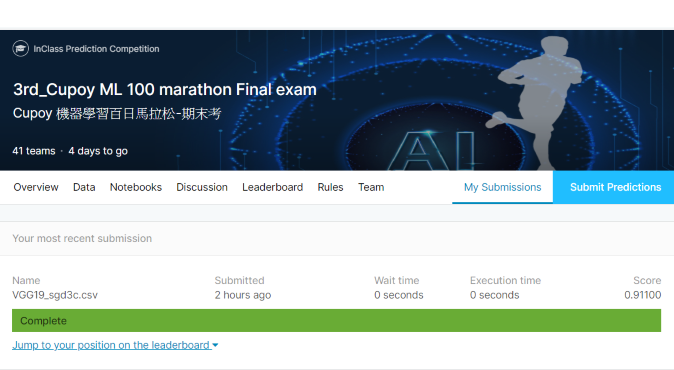 InClass Prediction Competition
3rd_Cupoy ML 100 marathon Final exam
Cupoy 機器學習百日馬拉松-期末考
41 teams · 4 days to go
AI
Overview Data Notebooks Discussion Leaderboard Rules Team My Submissions Submit Predictions
Your most recent submission
Name Submitted Wait time Execution time Score
VGG19_sgd3c.csv 2 hours ago 0 seconds 0 seconds 0.91100
Complete
Jump to your position on the leaderboard